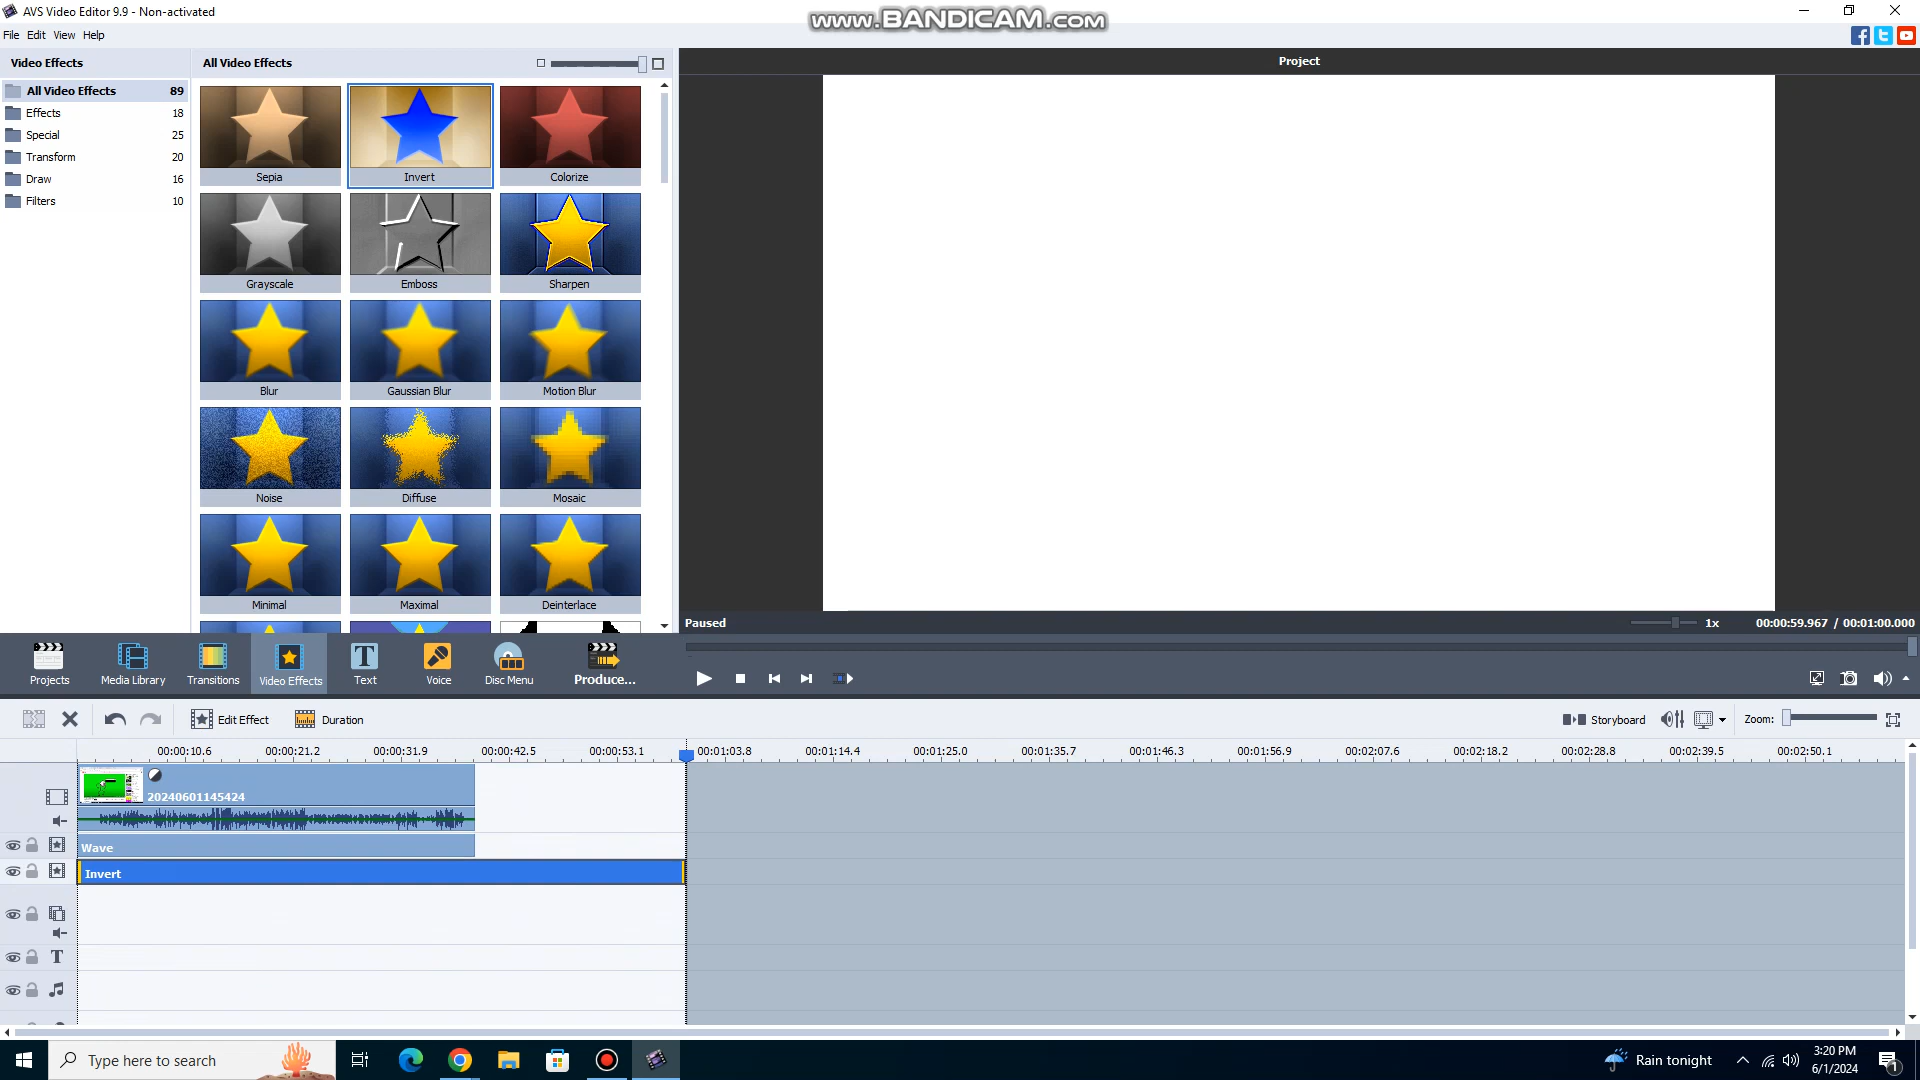 AVS Video Editor 9.9 - Non-activated
www.BANDICAM.com
File Edit View Help
Video Effects
All Video Effects
Project
All Video Effects 89
Effects 18
Special 25
Transform 20
Draw 16
Filters 10
Sepia Invert Colorize
Grayscale Emboss Sharpen
Blur Gaussian Blur Motion Blur
Noise Diffuse Mosaic
Minimal Maximal Deinterlace
Paused 1x 00:00:59.967 / 00:01:00.000
Projects Media Library Transitions Video Effects Text Voice Disc Menu Produce...
Edit Effect Duration Storyboard Zoom:
00:00:10.6 00:00:21.2 00:00:31.9 00:00:42.5 00:00:53.1 00:01:03.8 00:01:14.4 00:01:25.0 00:01:35.7 00:01:46.3 00:01:56.9 00:02:07.6 00:02:18.2 00:02:28.8 00:02:39.5 00:02:50.1
20240601145424
Wave
Invert
Type here to search
Rain tonight
3:20 PM
6/1/2024
1